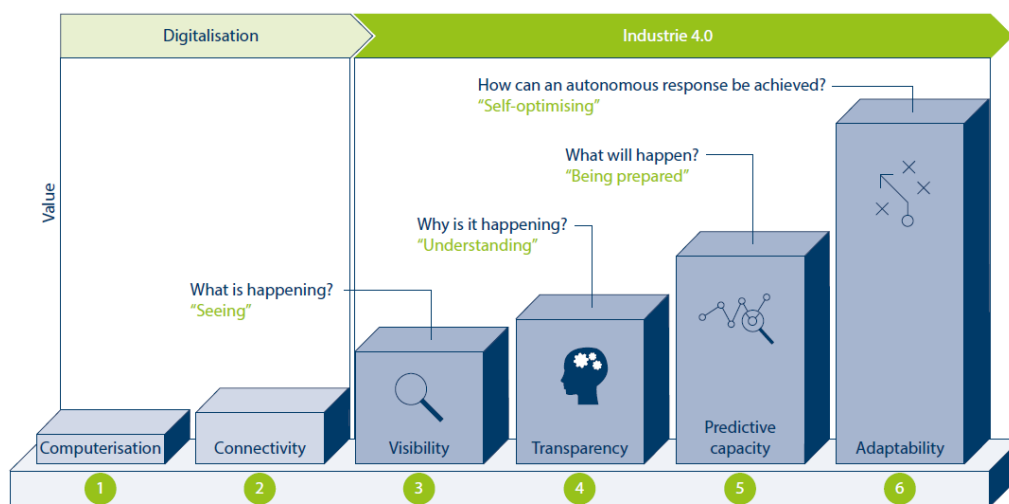 Digitalisation
Industrie 4.0
Value
How can an autonomous response be achieved?
“Self-optimising”
What will happen?
“Being prepared”
Why is it happening?
“Understanding”
What is happening?
“Seeing”
Computerisation
Connectivity
Visibility
Transparency
Predictive
capacity
Adaptability
1
2
3
4
5
6